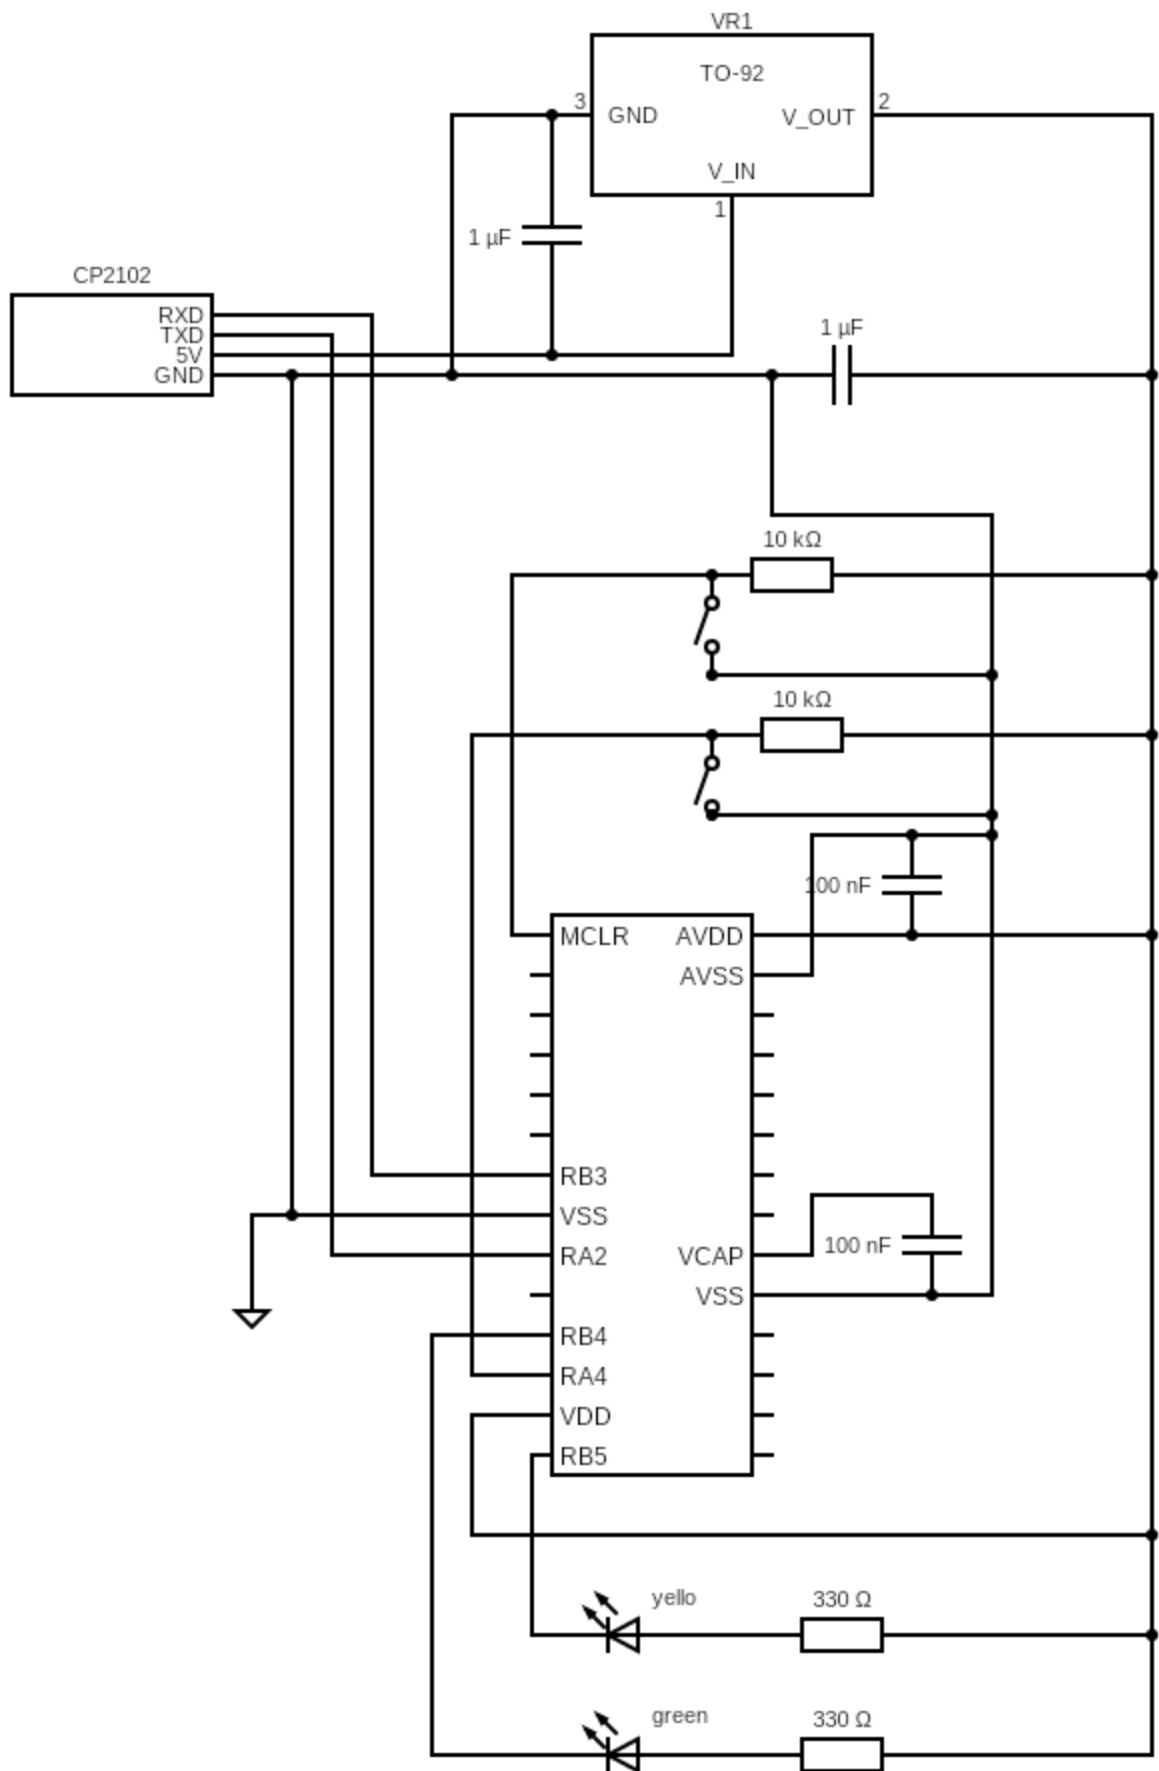 VR1
TO-92
3
GND
V_OUT
2
V_IN
1
1 µF
CP2102
RXD
TXD
5V
GND
1 µF
10 kΩ
10 kΩ
100 nF
MCLR
AVDD
AVSS
RB3
VSS
RA2
VCAP
100 nF
VSS
RB4
RA4
VDD
RB5
yello
330 Ω
green
330 Ω